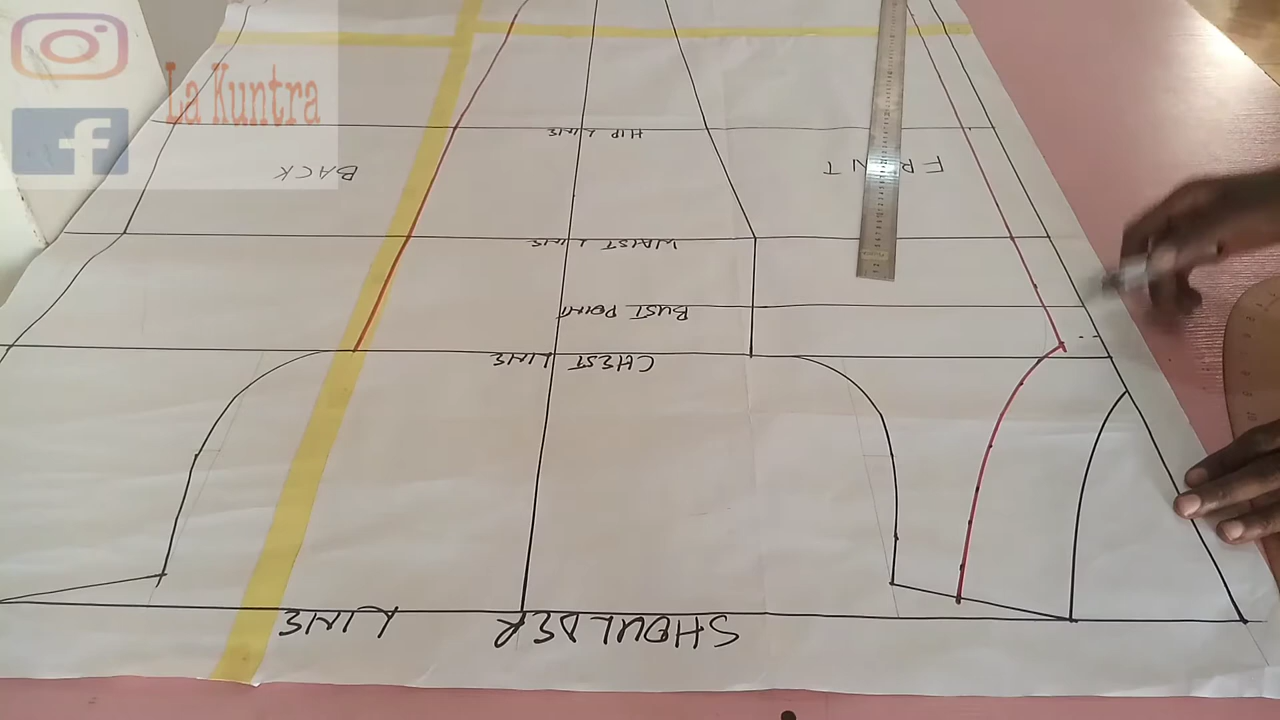 La Kuntra
HIP LINE
BACK
FRONT
WAIST LINE
BUST POINT
CHEST LINE
SHOULDER LINE